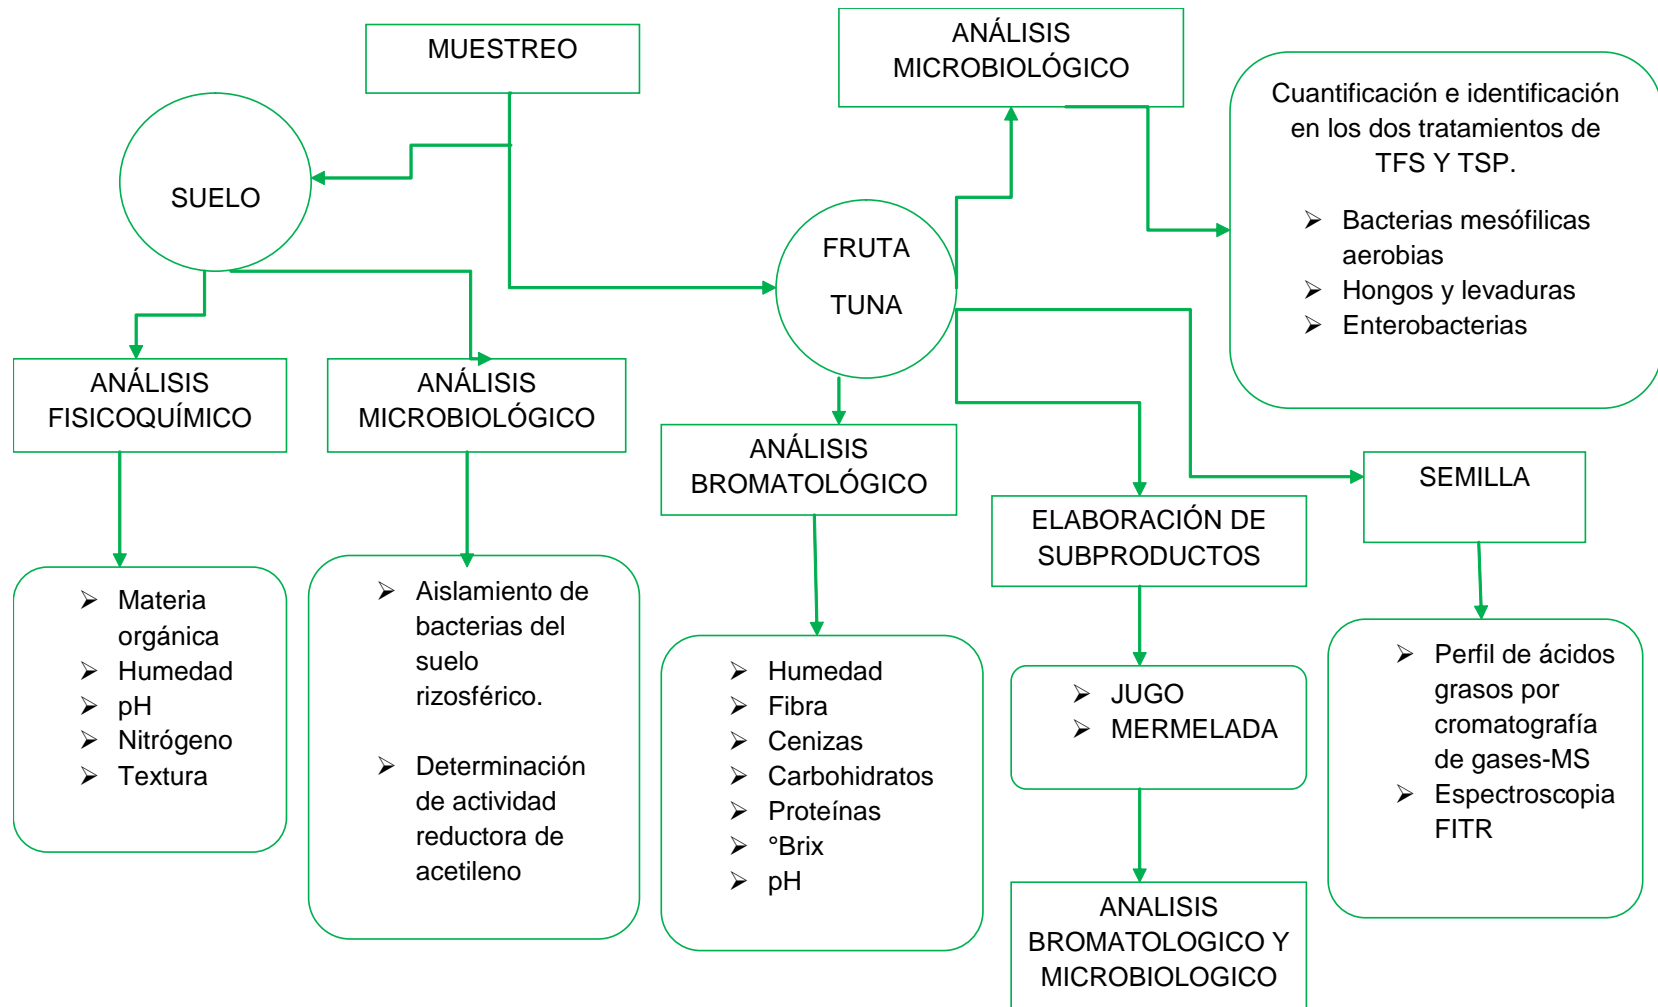 MUESTREO
SUELO
ANÁLISIS
FISICOQUÍMICO
➢ Materia
orgánica
➢ Humedad
➢ pH
➢ Nitrógeno
➢ Textura
ANÁLISIS
MICROBIOLÓGICO
➢ Aislamiento de
bacterias del
suelo
rizosférico.
➢ Determinación
de actividad
reductora de
acetileno
FRUTA
TUNA
ANÁLISIS
MICROBIOLÓGICO
Cuantificación e identificación
en los dos tratamientos de
TFS Y TSP.
➢ Bacterias mesófilicas
aerobias
➢ Hongos y levaduras
➢ Enterobacterias
ANÁLISIS
BROMATOLÓGICO
➢ Humedad
➢ Fibra
➢ Cenizas
➢ Carbohidratos
➢ Proteínas
➢ °Brix
➢ pH
ELABORACIÓN DE
SUBPRODUCTOS
➢ JUGO
➢ MERMELADA
ANALISIS
BROMATOLOGICO Y
MICROBIOLOGICO
SEMILLA
➢ Perfil de ácidos
grasos por
cromatografía
de gases-MS
➢ Espectroscopia
FITR